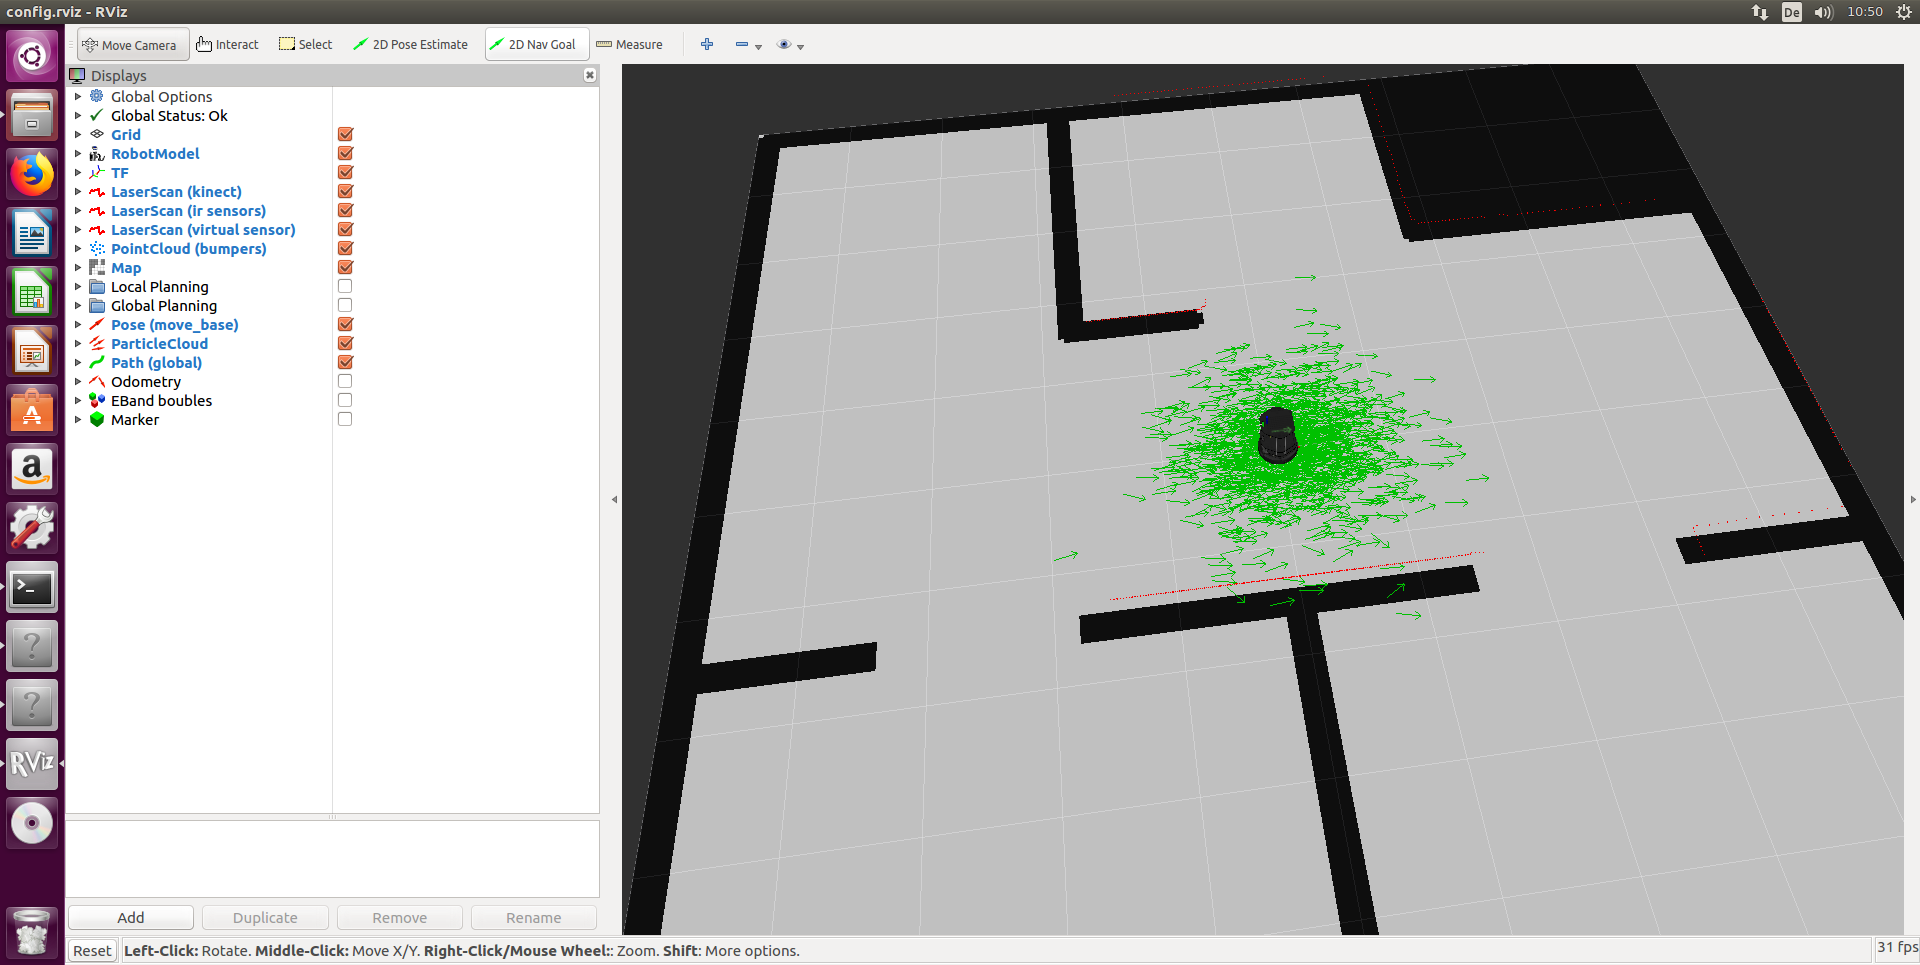 config.rviz - RViz
De
10:50
Move Camera
Interact
Select
2D Pose Estimate
2D Nav Goal
Measure
Displays
Global Options
Global Status: Ok
Grid
RobotModel
TF
LaserScan (kinect)
LaserScan (ir sensors)
LaserScan (virtual sensor)
PointCloud (bumpers)
Map
Local Planning
Global Planning
Pose (move_base)
ParticleCloud
Path (global)
Odometry
EBand boubles
Marker
A
a
>_
?
?
RViz
Add
Duplicate
Remove
Rename
Reset
Left-Click: Rotate. Middle-Click: Move X/Y. Right-Click/Mouse Wheel:: Zoom. Shift: More options.
31 fps